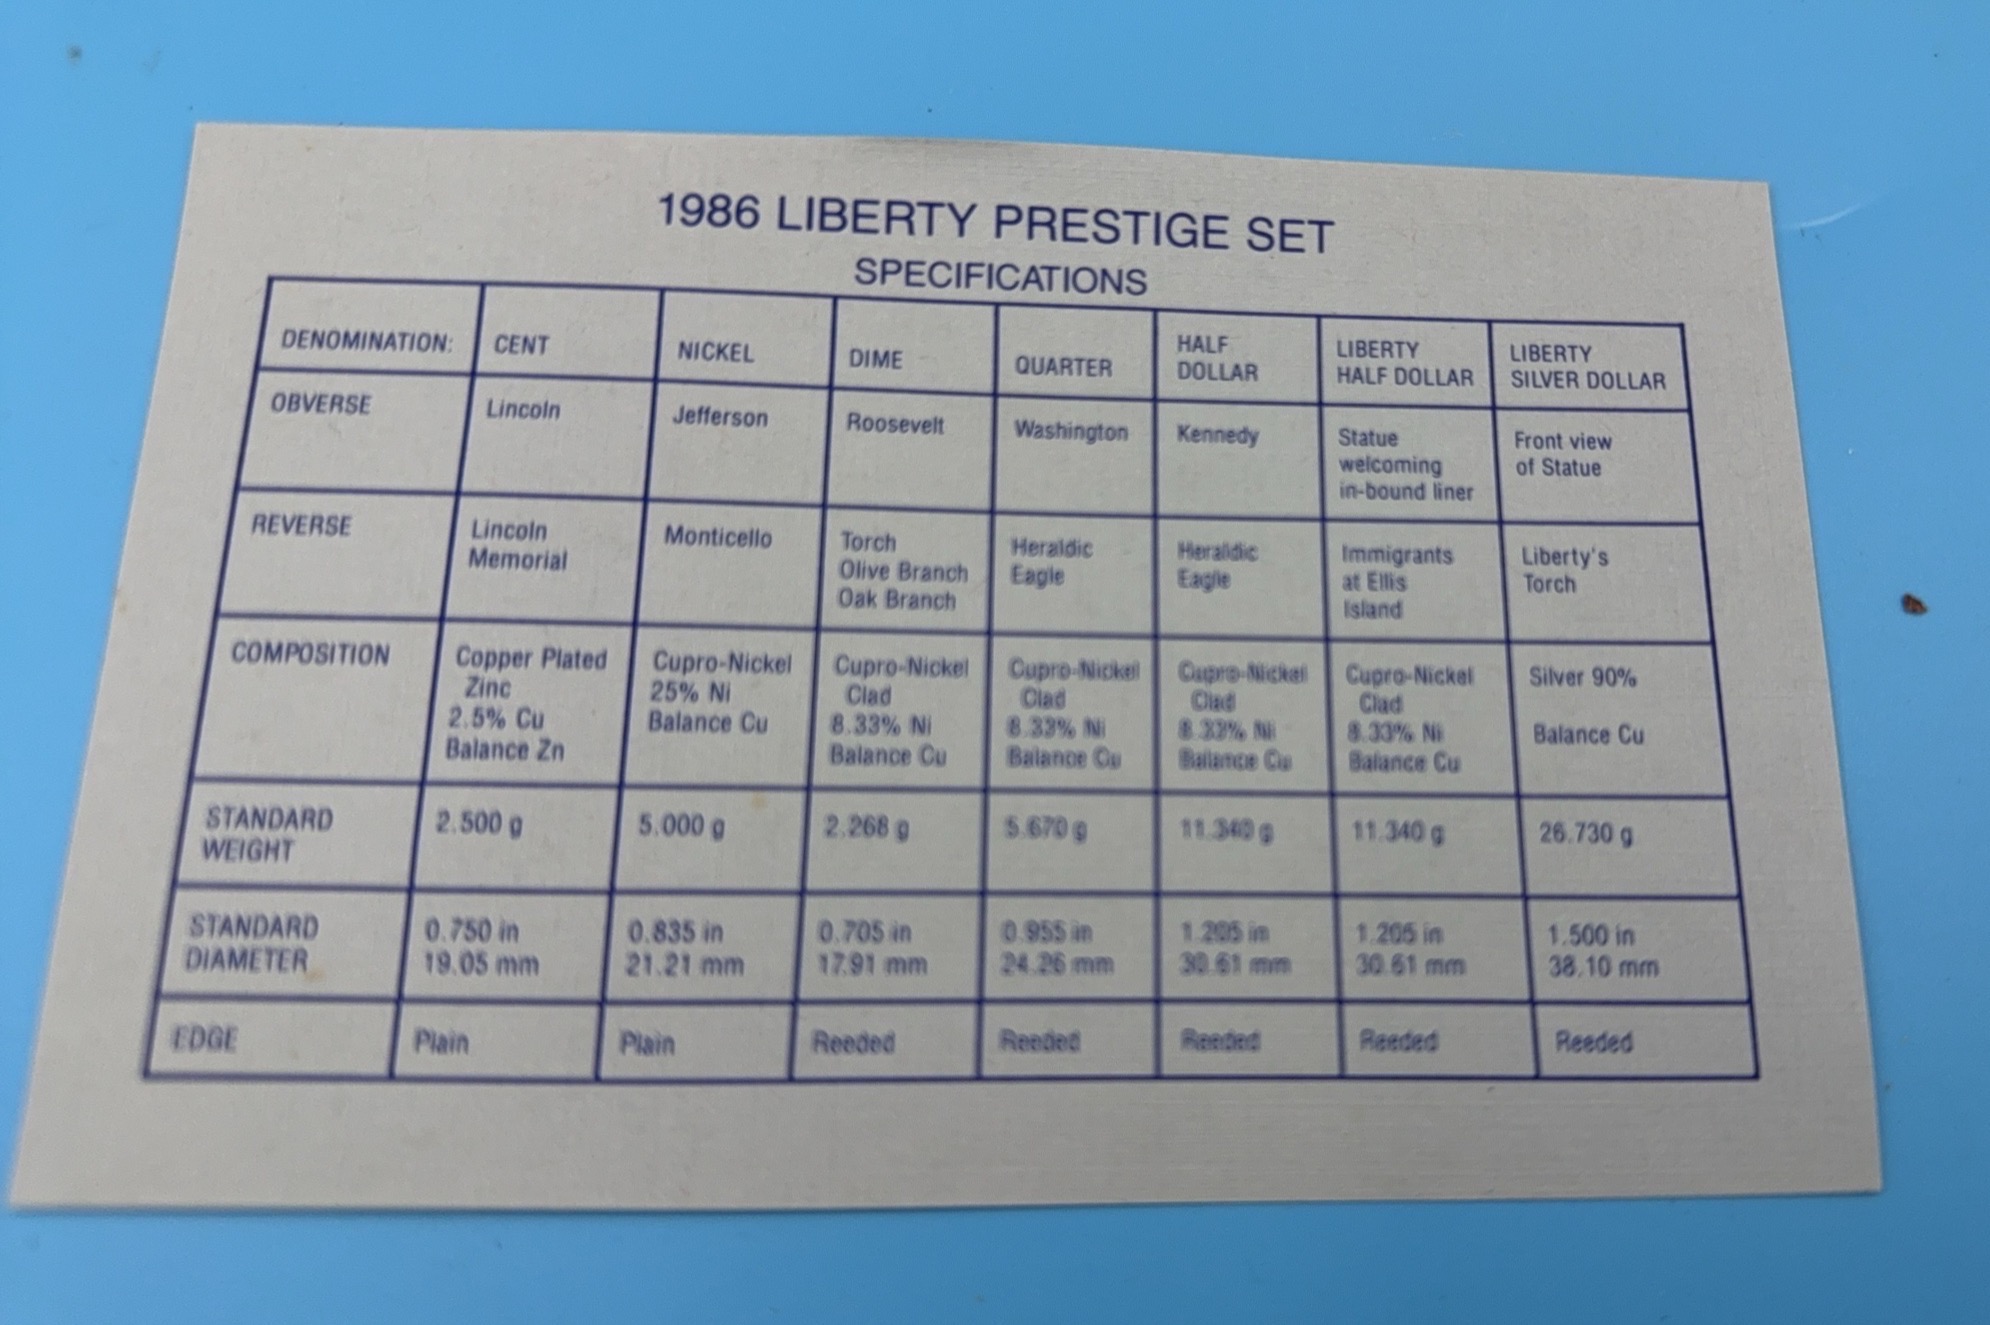 1986 LIBERTY PRESTIGE SET
SPECIFICATIONS
DENOMINATION: CENT NICKEL DIME QUARTER HALF DOLLAR LIBERTY HALF DOLLAR LIBERTY SILVER DOLLAR
OBVERSE Lincoln Jefferson Roosevelt Washington Kennedy Statue welcoming in-bound liner Front view of Statue
REVERSE Lincoln Memorial Monticello Torch Olive Branch Oak Branch Heraldic Eagle Heraldic Eagle Immigrants at Ellis Island Liberty's Torch
COMPOSITION Copper Plated Zinc 2.5% Cu Balance Zn Cupro-Nickel 25% Ni Balance Cu Cupro-Nickel Clad 8.33% Ni Balance Cu Cupro-Nickel Clad 8.33% Ni Balance Cu Cupro-Nickel Clad 8.33% Ni Balance Cu Cupro-Nickel Clad 8.33% Ni Balance Cu Silver 90% Balance Cu
STANDARD WEIGHT 2.500 g 5.000 g 2.268 g 5.670 g 11.340 g 11.340 g 26.730 g
STANDARD DIAMETER 0.750 in 19.05 mm 0.835 in 21.21 mm 0.705 in 17.91 mm 0.955 in 24.26 mm 1.205 in 30.61 mm 1.205 in 30.61 mm 1.500 in 38.10 mm
EDGE Plain Plain Reeded Reeded Reeded Reeded Reeded